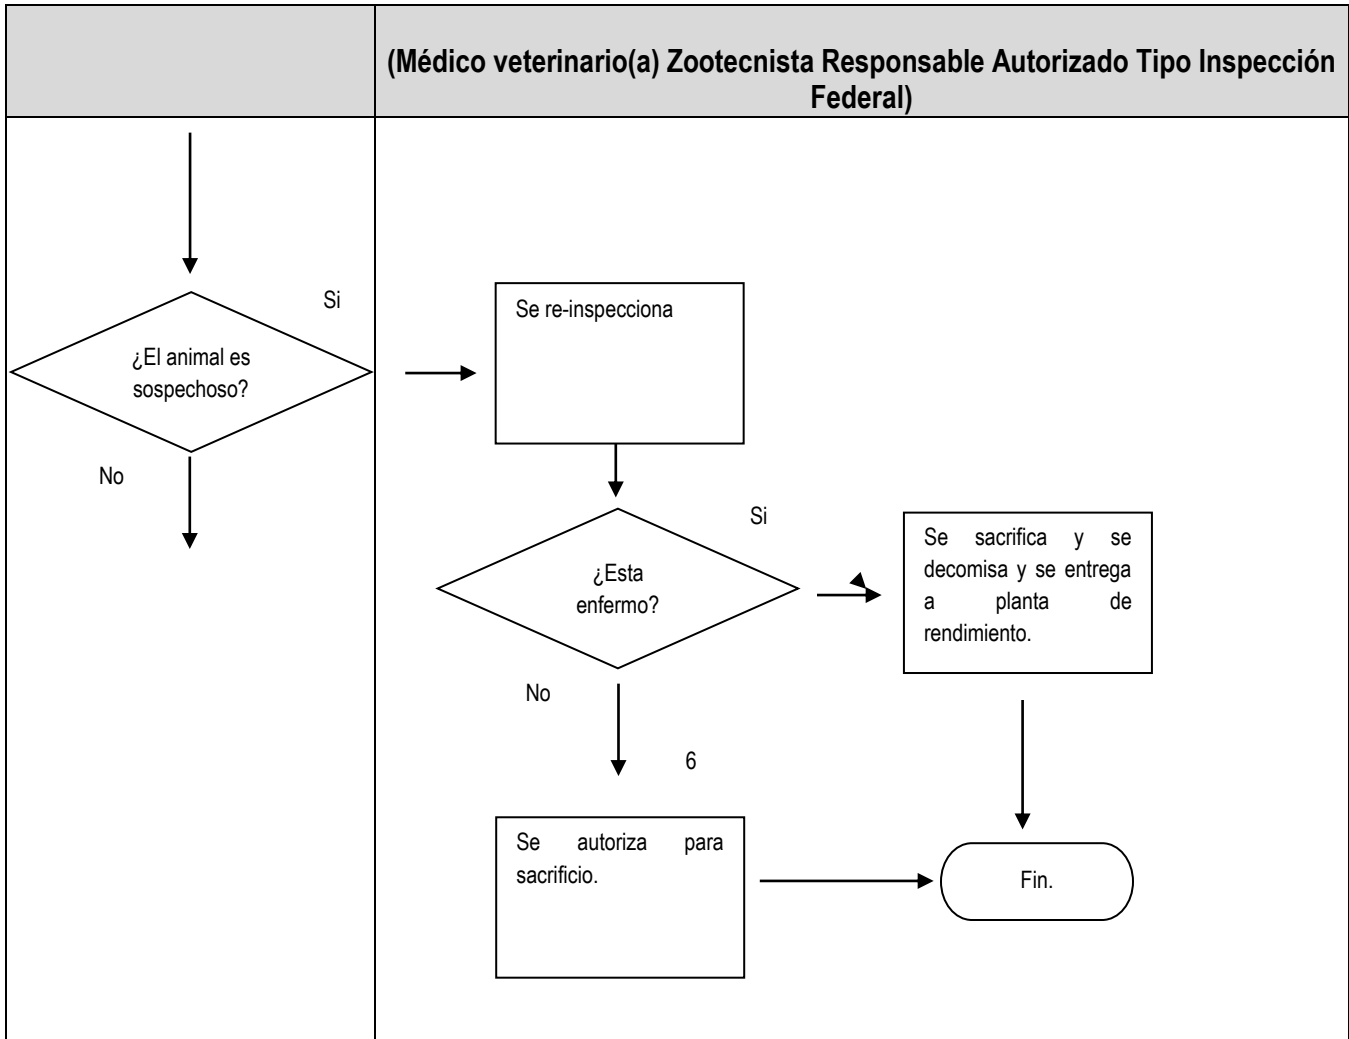 (Médico veterinario(a) Zootecnista Responsable Autorizado Tipo Inspección
Federal)
Si
¿El animal es
sospechoso?
No
Se re-inspecciona
Si
¿Esta
enfermo?
No
Se sacrifica y se
decomisa y se entrega
a planta de
rendimiento.
6
Se autoriza para
sacrificio.
Fin.